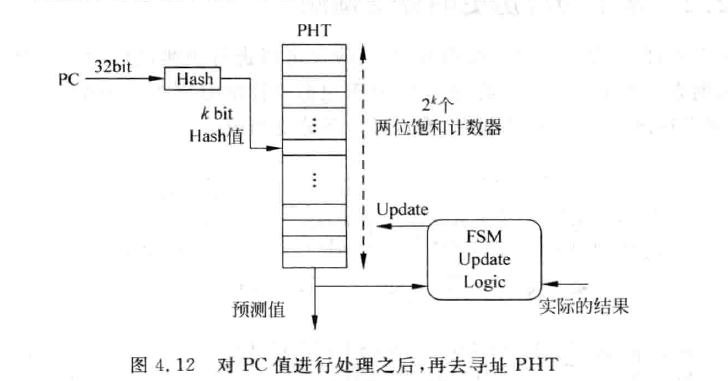 PHT
PC
32bit
Hash
k bit
Hash值
⋮
2^k个
两位饱和计数器
⋮
Update
FSM
Update
Logic
预测值
实际的结果
图 4.12 对 PC 值进行处理之后,再去寻址 PHT